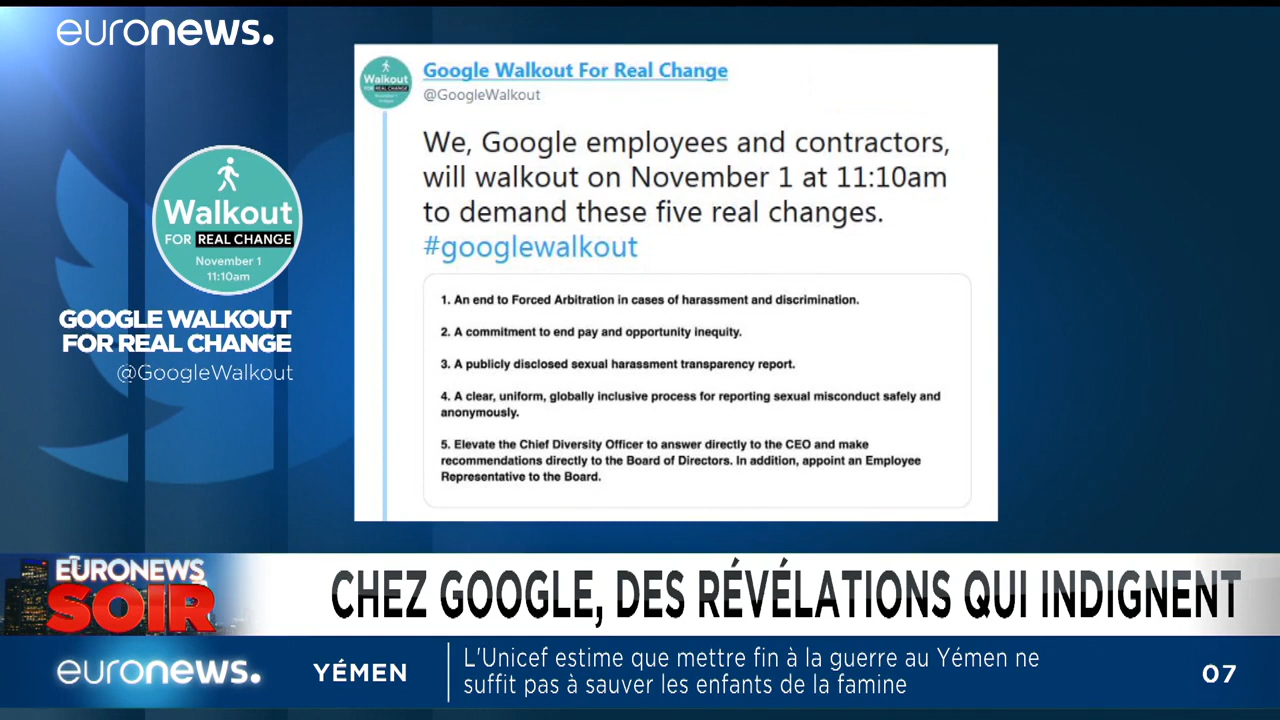 euronews.
Walkout
FOR REAL CHANGE
November 1
Google Walkout For Real Change
@GoogleWalkout
We, Google employees and contractors,
will walkout on November 1 at 11:10am
to demand these five real changes.
#googlewalkout
1. An end to Forced Arbitration in cases of harassment and discrimination.
2. A commitment to end pay and opportunity inequity.
3. A publicly disclosed sexual harassment transparency report.
4. A clear, uniform, globally inclusive process for reporting sexual misconduct safely and
anonymously.
5. Elevate the Chief Diversity Officer to answer directly to the CEO and make
recommendations directly to the Board of Directors. In addition, appoint an Employee
Representative to the Board.
Walkout
FOR REAL CHANGE
November 1
11:10am
GOOGLE WALKOUT
FOR REAL CHANGE
@GoogleWalkout
EURONEWS
SOIR
CHEZ GOOGLE, DES RÉVÉLATIONS QUI INDIGNENT
euronews.
YÉMEN
L'Unicef estime que mettre fin à la guerre au Yémen ne
suffit pas à sauver les enfants de la famine
07